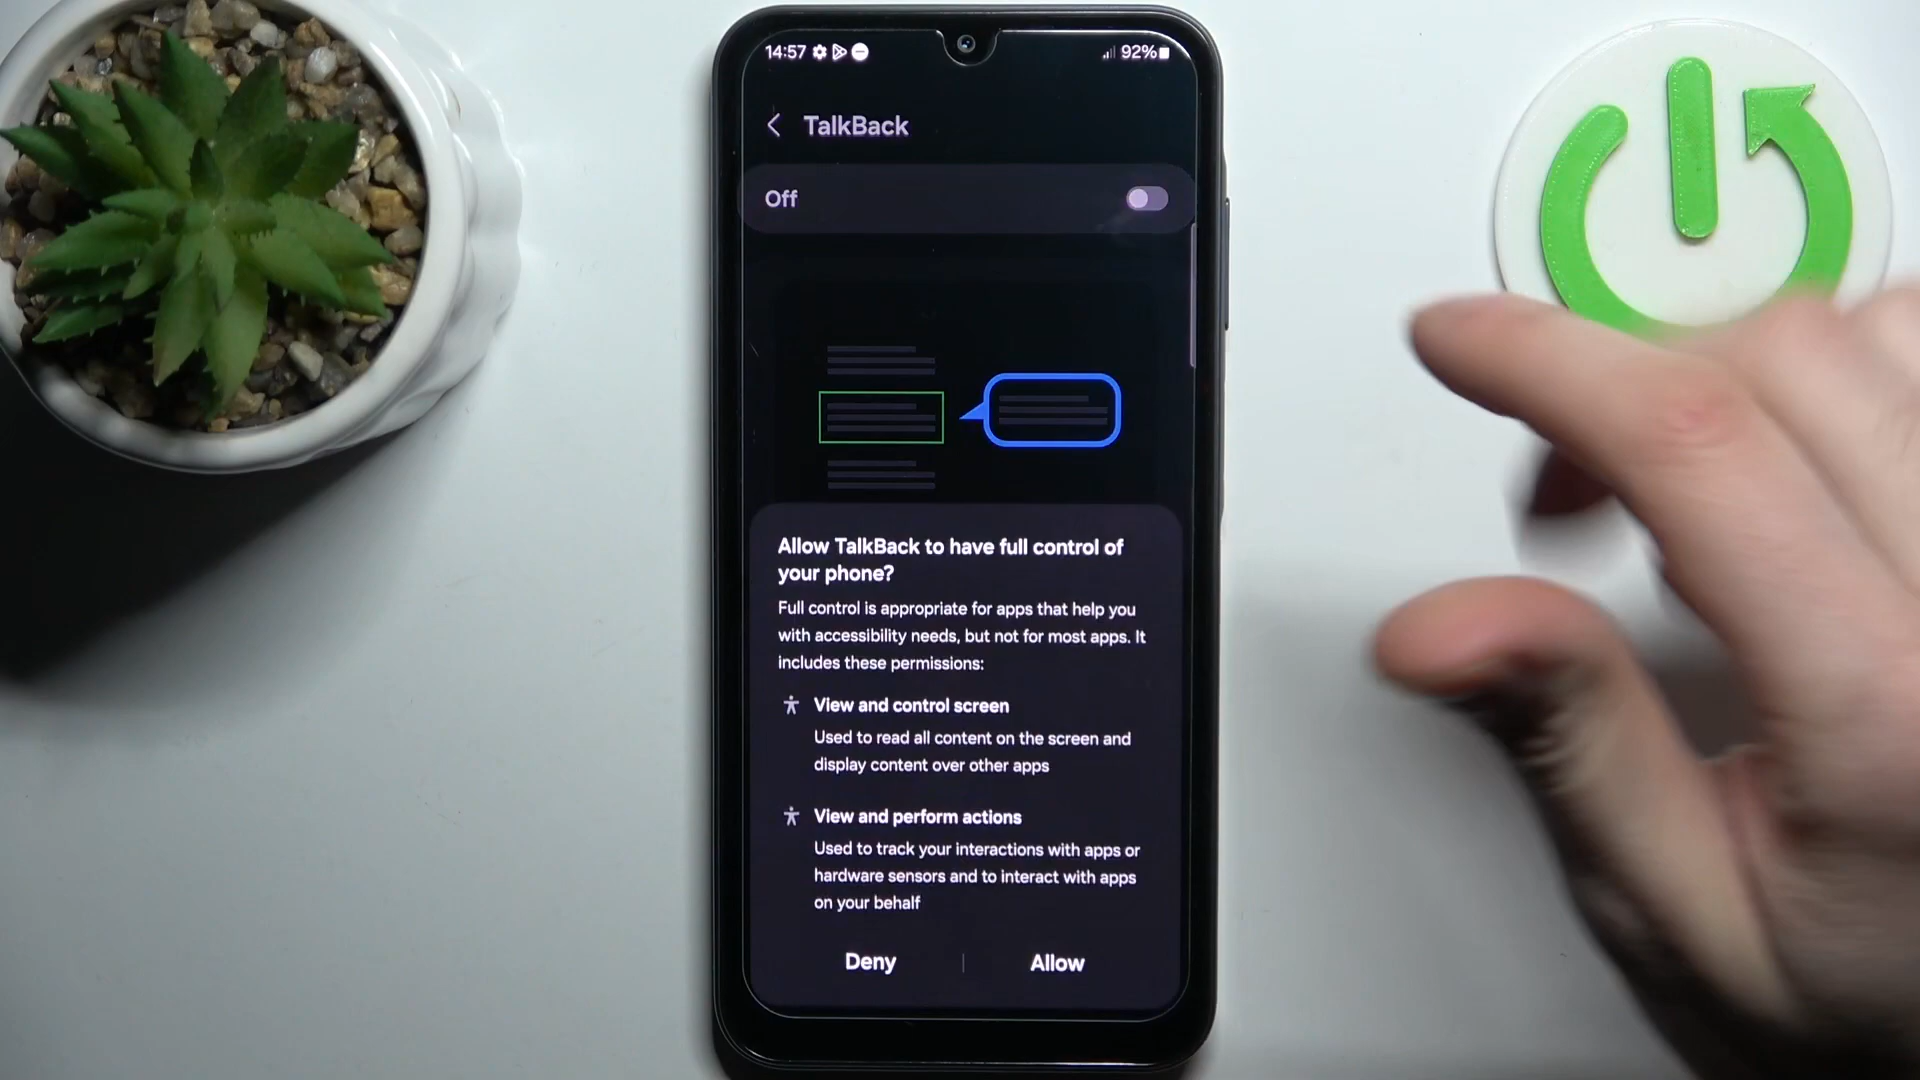 14:57
92%
TalkBack
Off
Allow TalkBack to have full control of
your phone?
Full control is appropriate for apps that help you
with accessibility needs, but not for most apps. It
includes these permissions:
View and control screen
Used to read all content on the screen and
display content over other apps
View and perform actions
Used to track your interactions with apps or
hardware sensors and to interact with apps
on your behalf
Deny
Allow